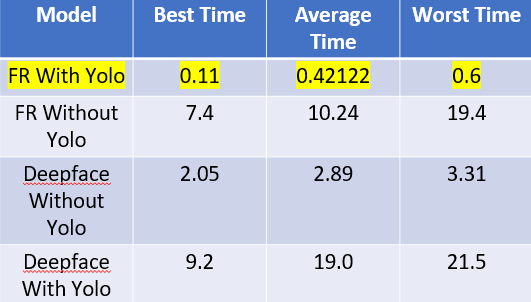 Model Best Time Average Time Worst Time
FR With Yolo 0.11 0.42122 0.6
FR Without Yolo 7.4 10.24 19.4
Deepface Without Yolo 2.05 2.89 3.31
Deepface With Yolo 9.2 19.0 21.5